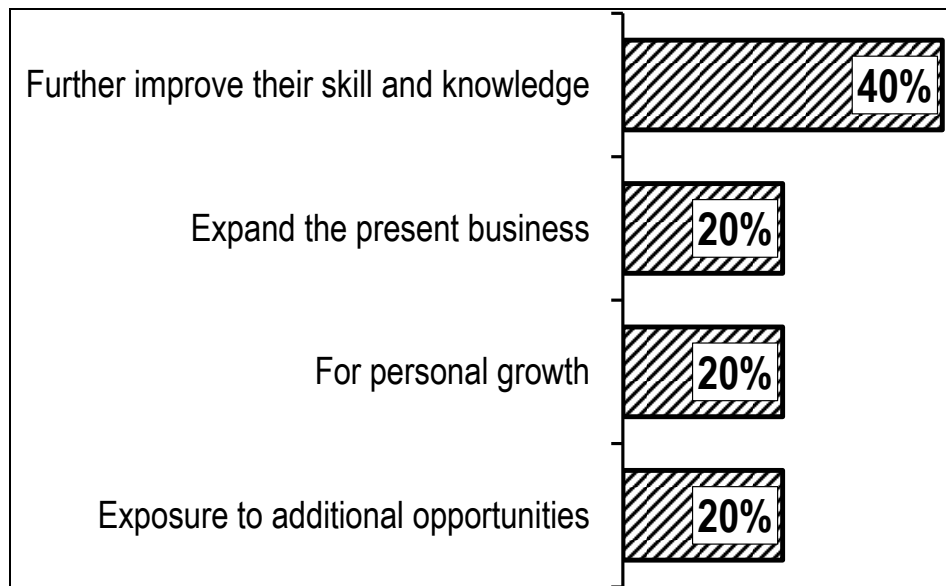 Further improve their skill and knowledge 40%
Expand the present business 20%
For personal growth 20%
Exposure to additional opportunities 20%